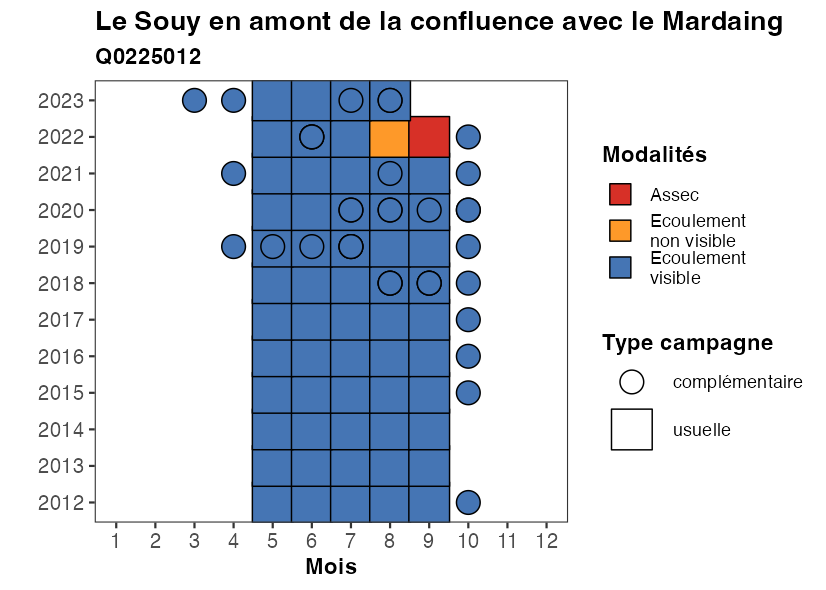 Le Souy en amont de la confluence avec le Mardaing
Q0225012
2023
2022
2021
2020
2019
2018
2017
2016
2015
2014
2013
2012
1 2 3 4 5 6 7 8 9 10 11 12
Mois
Modalités
Assec
Ecoulement
non visible
Ecoulement
visible
Type campagne
complémentaire
usuelle